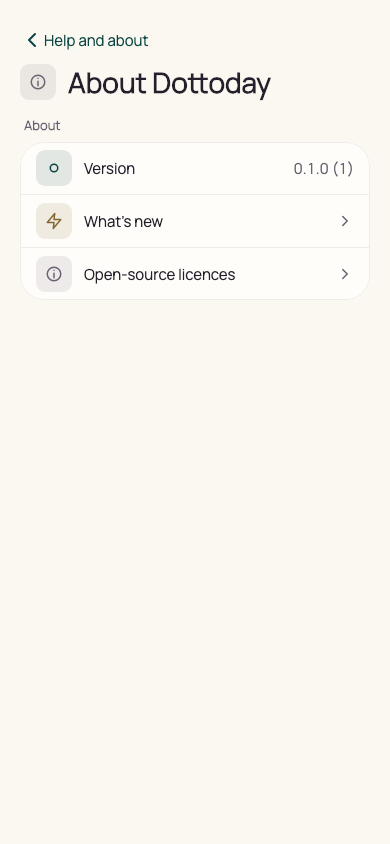 Help and about
About Dottoday
About
Version 0.1.0 (1)
What's new
Open-source licences